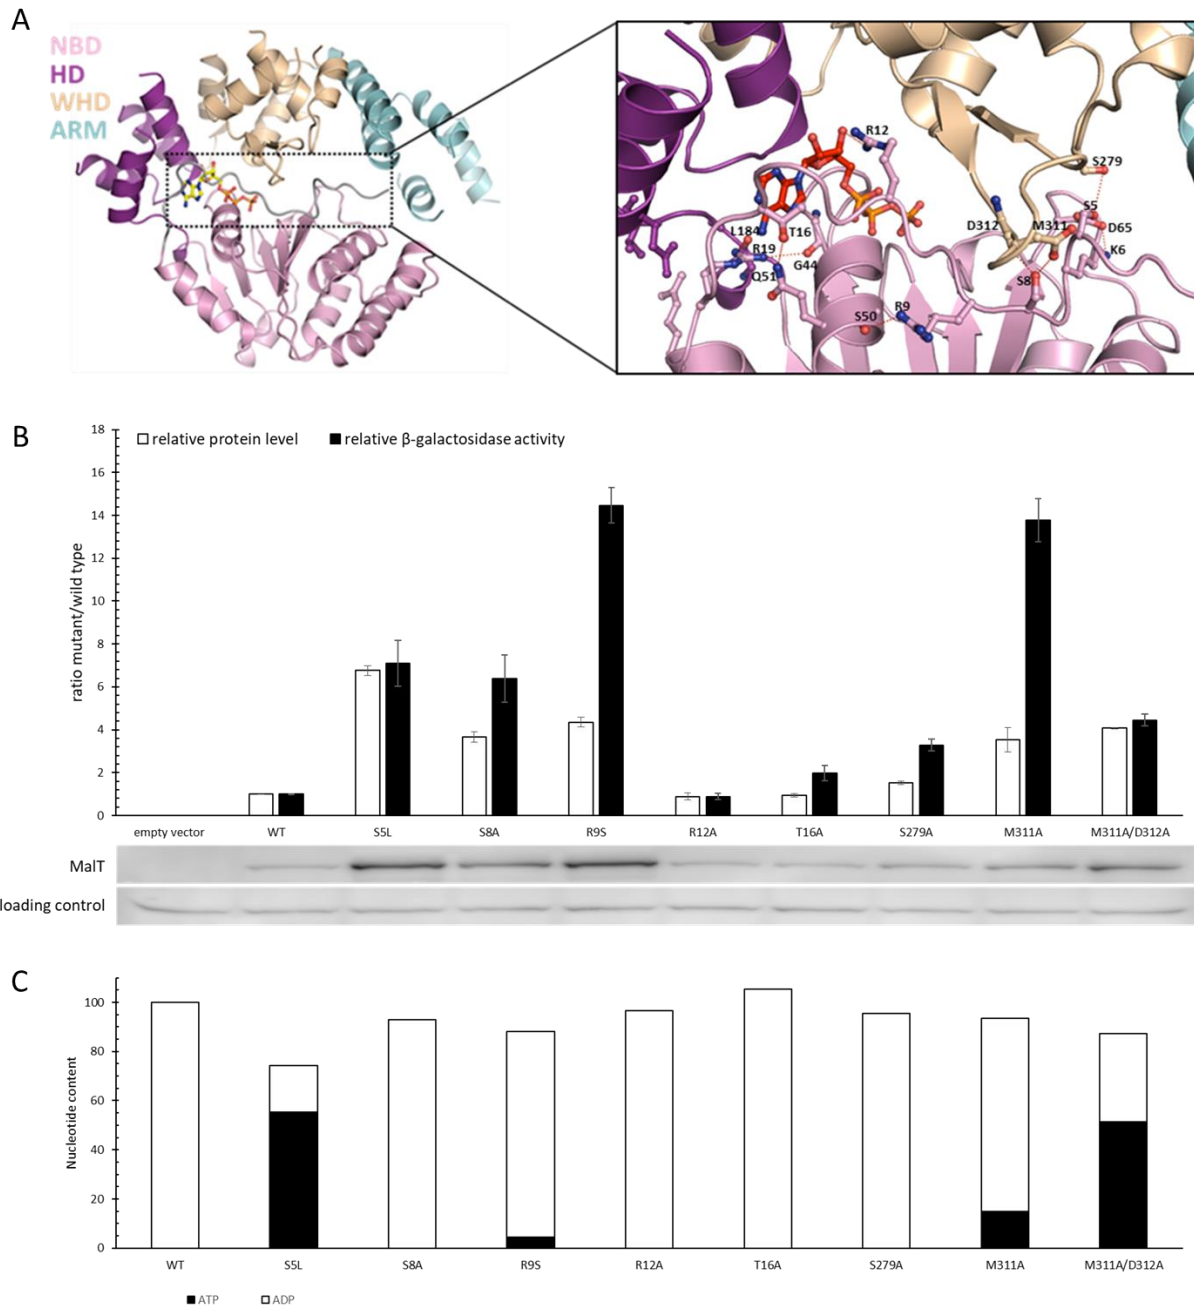 A
NBD
HD
WHD
ARM
R12
S279
S5
D312
M311
D65
L184
T16
R19
K6
Q51
G44
S8
S50
R9
B
18
relative protein level
relative β-galactosidase activity
16
14
12
10
8
6
4
2
0
ratio mutant/wild type
empty vector
WT
S5L
S8A
R9S
R12A
T16A
S279A
M311A
M311A/D312A
MalT
loading control
C
100
80
60
40
20
0
Nucleotide content
WT
S5L
S8A
R9S
R12A
T16A
S279A
M311A
M311A/D312A
ATP
ADP